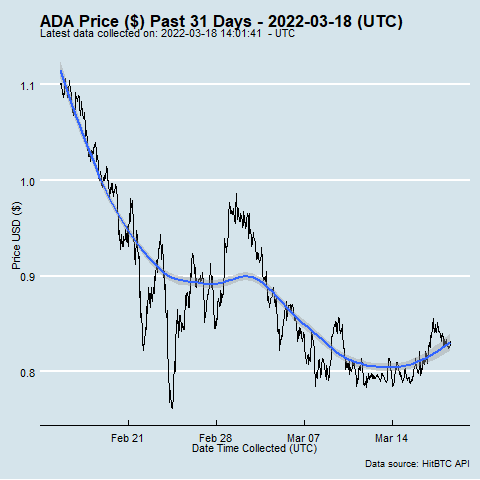 ADA Price ($) Past 31 Days - 2022-03-18 (UTC)
Latest data collected on: 2022-03-18 14:01:41  - UTC
1.1
1.0
0.9
0.8
Price USD ($)
Feb 21
Feb 28
Mar 07
Mar 14
Date Time Collected (UTC)
Data source: HitBTC API